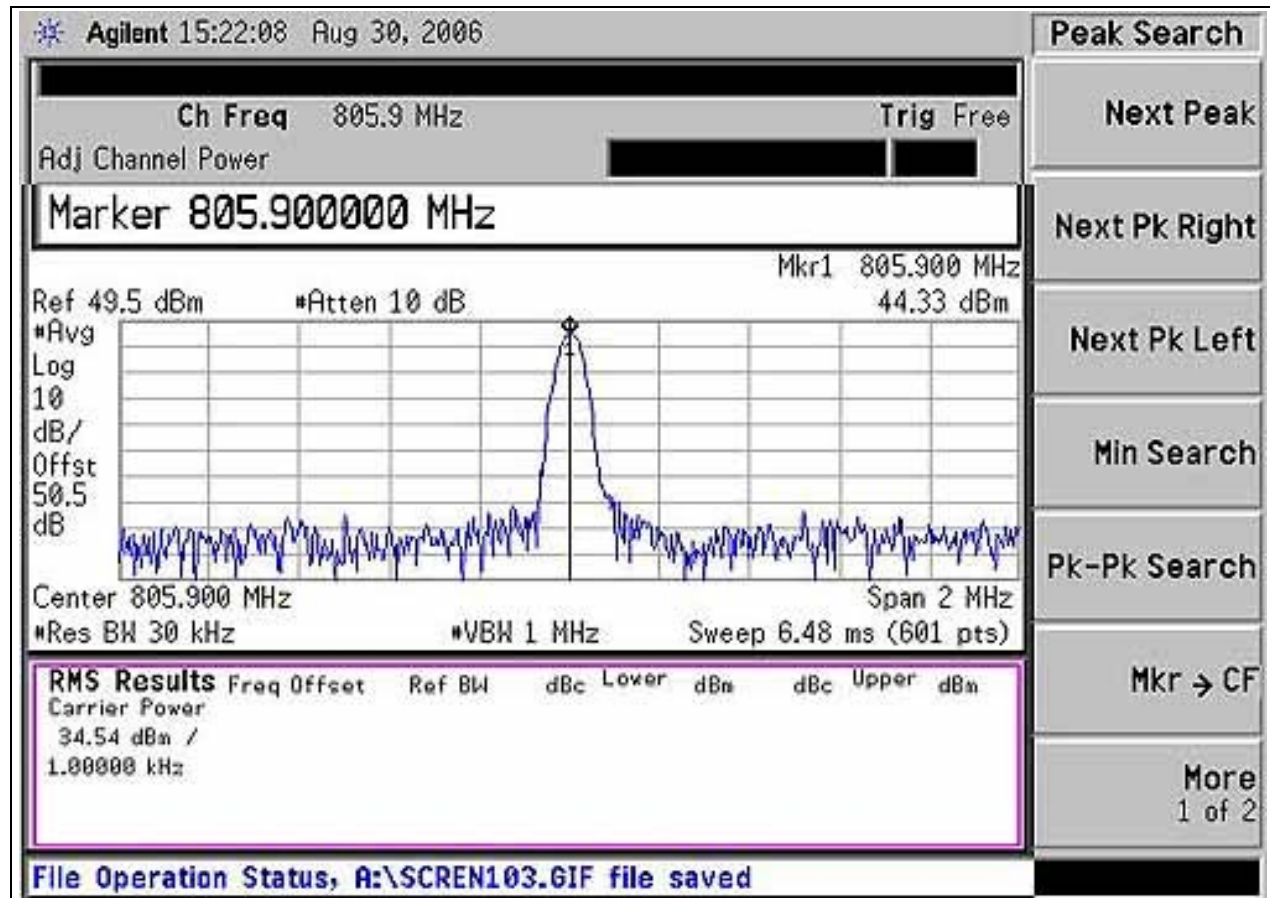 Agilent 15:22:08 Aug 30, 2006
Peak Search
Ch Freq 805.9 MHz
Trig Free
Adj Channel Power
Marker 805.900000 MHz
Mkr1 805.900 MHz
44.33 dBm
Ref 49.5 dBm
#Atten 10 dB
#Avg
Log
10
dB/
Offst
50.5
dB
1
Center 805.900 MHz
Span 2 MHz
#Res BW 30 kHz
#VBW 1 MHz
Sweep 6.48 ms (601 pts)
RMS Results Freq Offset Ref BW dBc Lower dBm dBc Upper dBm
Carrier Power
34.54 dBm /
1.00000 kHz
File Operation Status, A:\SCREN103.GIF file saved
Next Peak
Next Pk Right
Next Pk Left
Min Search
Pk-Pk Search
Mkr → CF
More
1 of 2